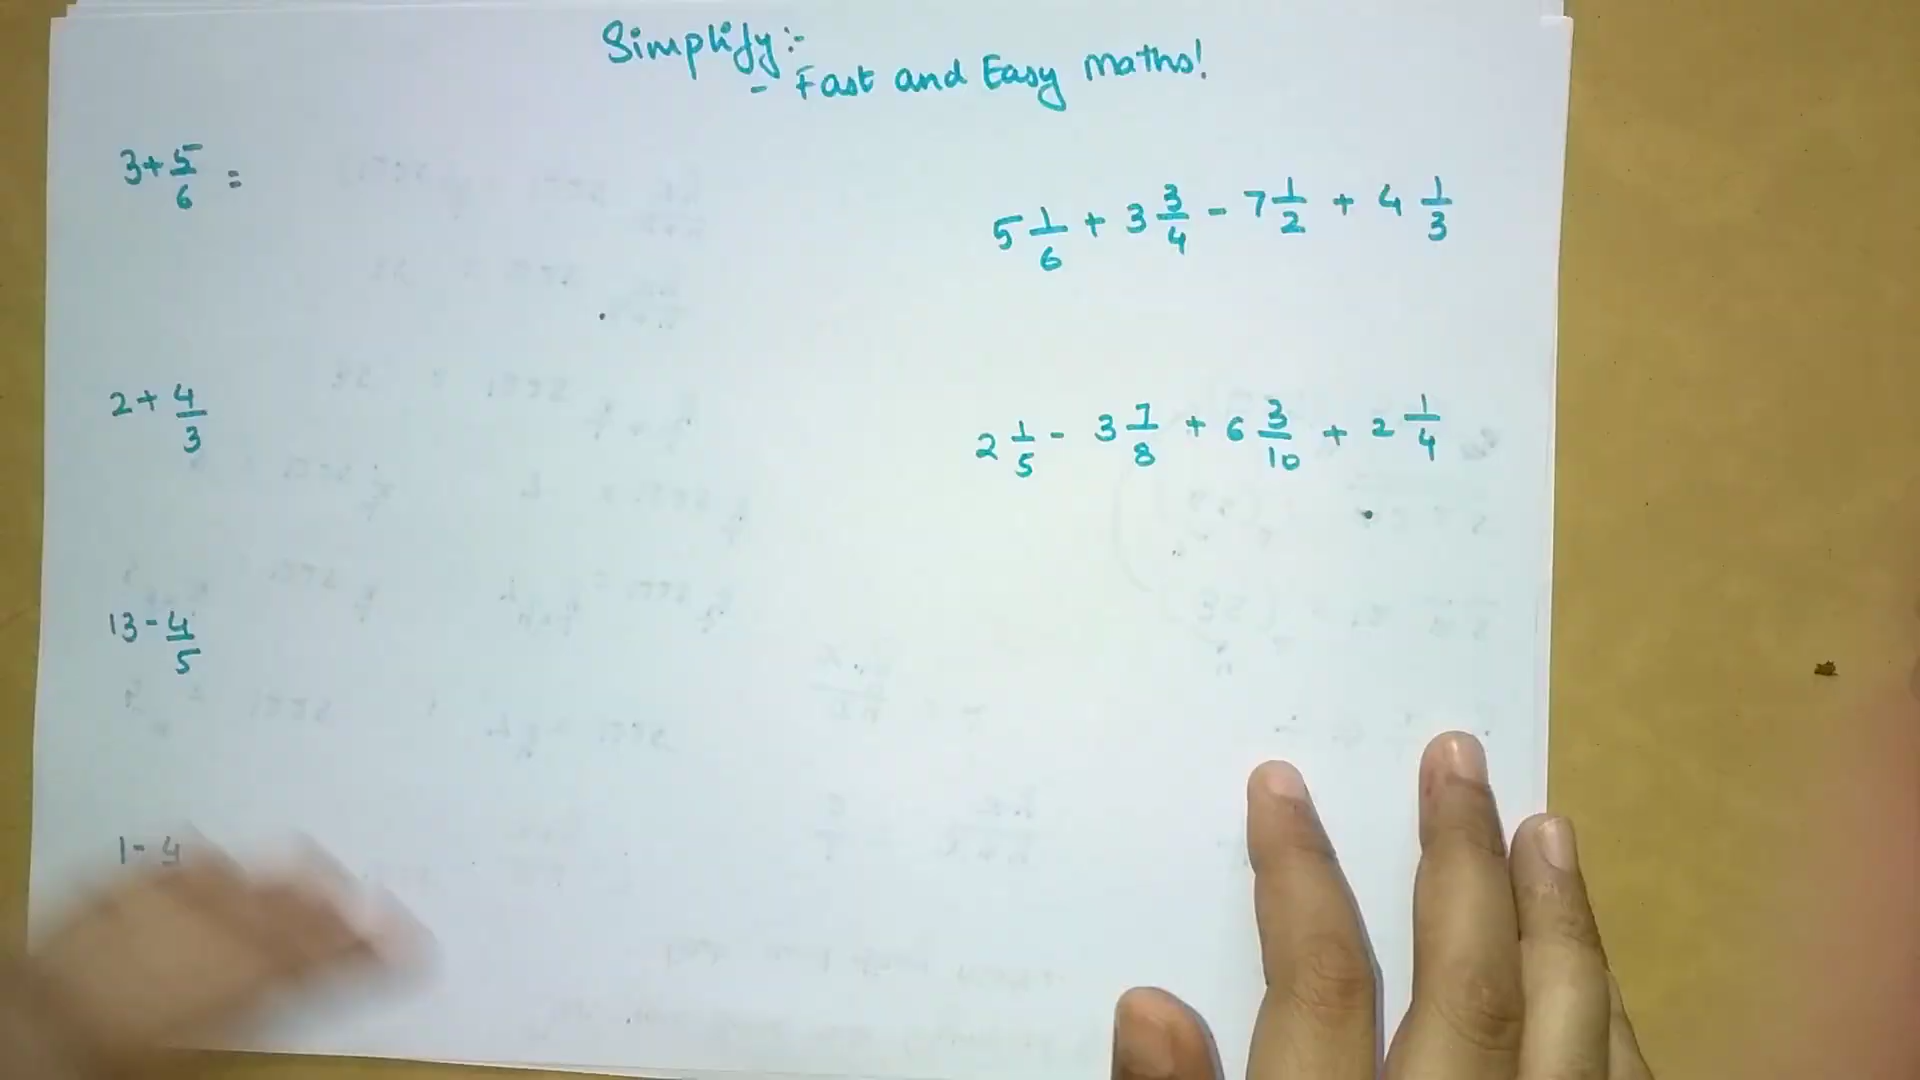 Simplify:-
- Fast and Easy maths!
3+5/6 =
5 1/6 + 3 3/4 - 7 1/2 + 4 1/3
2+4/3
2 1/5 - 3 7/8 + 6 3/10 + 2 1/4
13-4/5
1-4